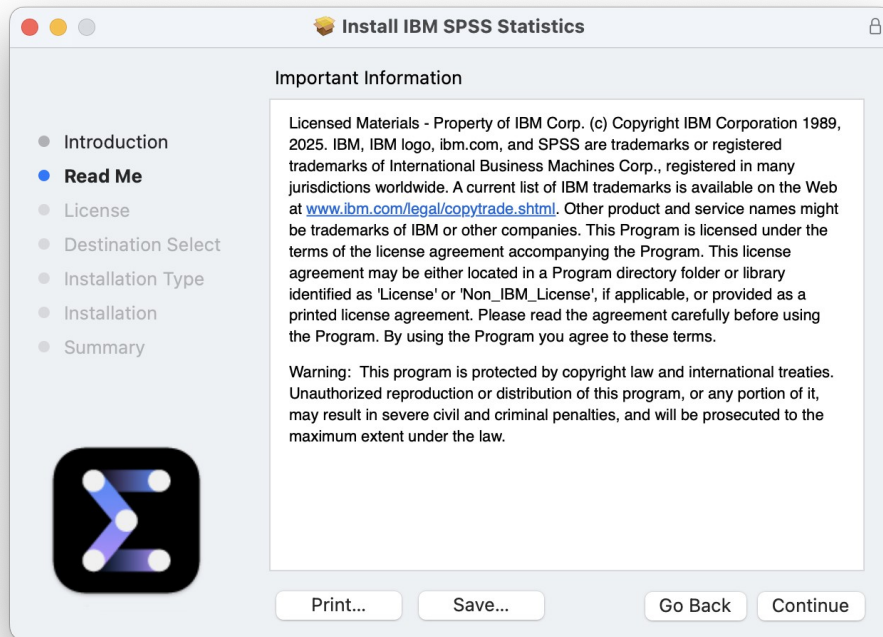 Install IBM SPSS Statistics
Important Information
Introduction
Read Me
License
Destination Select
Installation Type
Installation
Summary
Licensed Materials - Property of IBM Corp. (c) Copyright IBM Corporation 1989,
2025. IBM, IBM logo, ibm.com, and SPSS are trademarks or registered
trademarks of International Business Machines Corp., registered in many
jurisdictions worldwide. A current list of IBM trademarks is available on the Web
at www.ibm.com/legal/copytrade.shtml. Other product and service names might
be trademarks of IBM or other companies. This Program is licensed under the
terms of the license agreement accompanying the Program. This license
agreement may be either located in a Program directory folder or library
identified as 'License' or 'Non_IBM_License', if applicable, or provided as a
printed license agreement. Please read the agreement carefully before using
the Program. By using the Program you agree to these terms.
Warning:  This program is protected by copyright law and international treaties.
Unauthorized reproduction or distribution of this program, or any portion of it,
may result in severe civil and criminal penalties, and will be prosecuted to the
maximum extent under the law.
Print...
Save...
Go Back
Continue